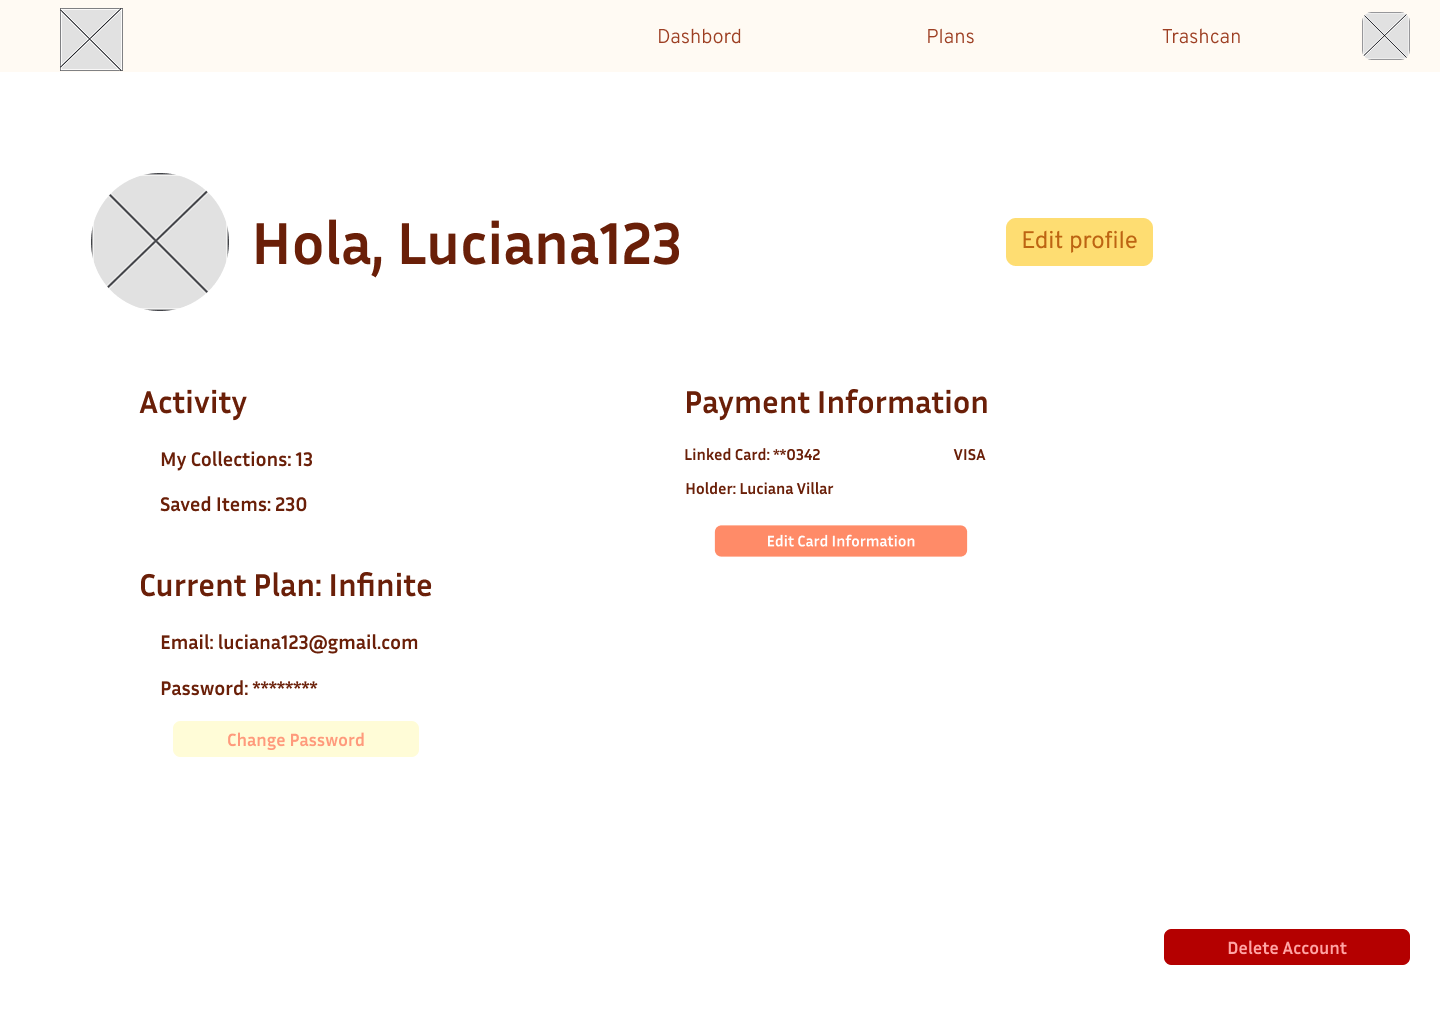 Dashbord
Plans
Trashcan
Hola, Luciana123
Edit profile
Activity
My Collections: 13
Saved Items: 230
Current Plan: Infinite
Email: luciana123@gmail.com
Password: ********
Change Password
Payment Information
Linked Card: **0342
VISA
Holder: Luciana Villar
Edit Card Information
Delete Account